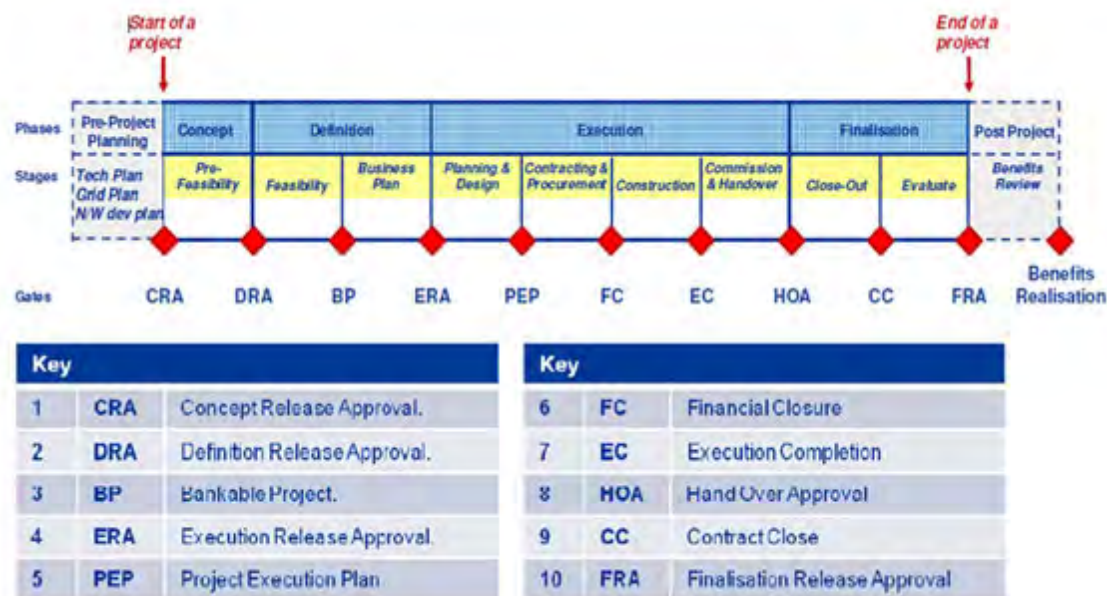 Start of a
project
End of a
project
Phases
Pre-Project
Planning
Concept
Definition
Execution
Finalisation
Post Project
Stages
Tech Plan
Grid Plan
N/W dev plan
Pre-
Feasibility
Feasibility
Business
Plan
Planning &
Design
Contracting &
Procurement
Construction
Commission
& Handover
Close-Out
Evaluate
Benefits
Review
Gates
CRA
DRA
BP
ERA
PEP
FC
EC
HOA
CC
FRA
Benefits
Realisation
Key
1 CRA Concept Release Approval.
2 DRA Definition Release Approval.
3 BP Bankable Project.
4 ERA Execution Release Approval.
5 PEP Project Execution Plan
Key
6 FC Financial Closure
7 EC Execution Completion
8 HOA Hand Over Approval
9 CC Contract Close
10 FRA Finalisation Release Approval